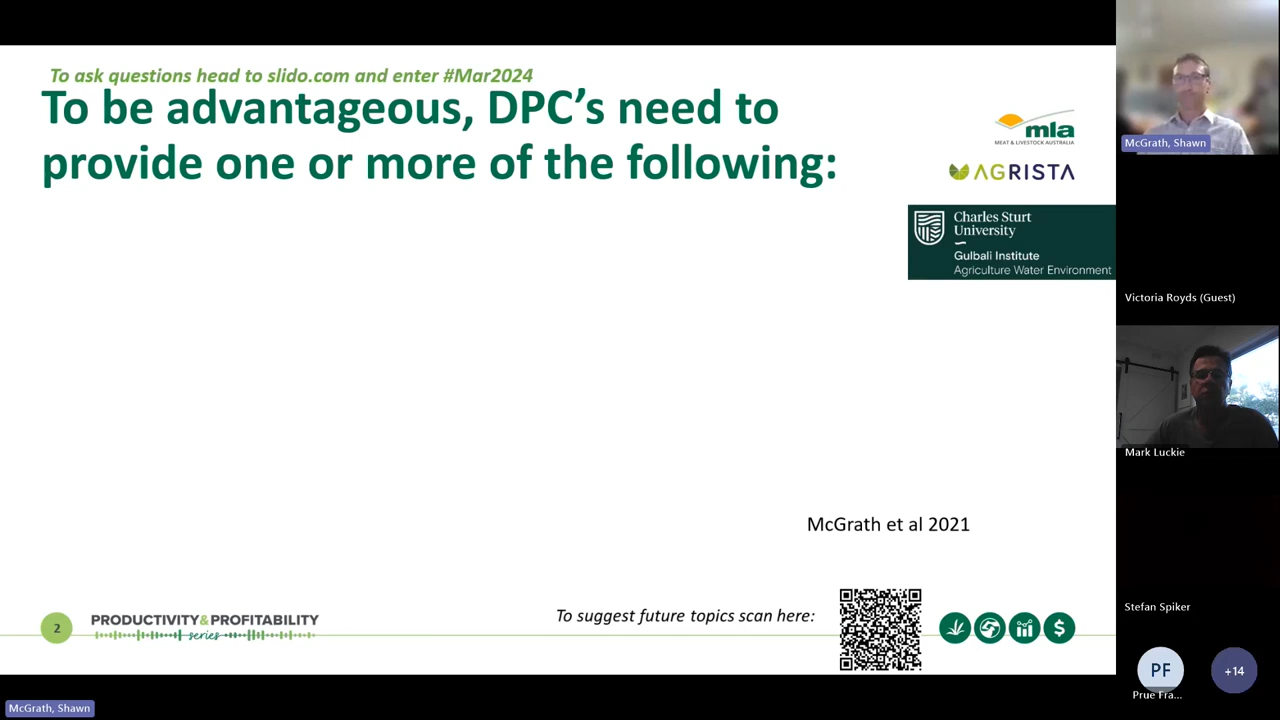 To ask questions head to slido.com and enter #Mar2024
To be advantageous, DPC’s need to
provide one or more of the following:
mla
MEAT & LIVESTOCK AUSTRALIA
AGRISTA
Charles Sturt
University
Gulbali Institute
Agriculture Water Environment
McGrath et al 2021
2
PRODUCTIVITY&PROFITABILITY
series
To suggest future topics scan here:
$
McGrath, Shawn
Victoria Royds (Guest)
Mark Luckie
Stefan Spiker
PF
Prue Fra...
+14
McGrath, Shawn